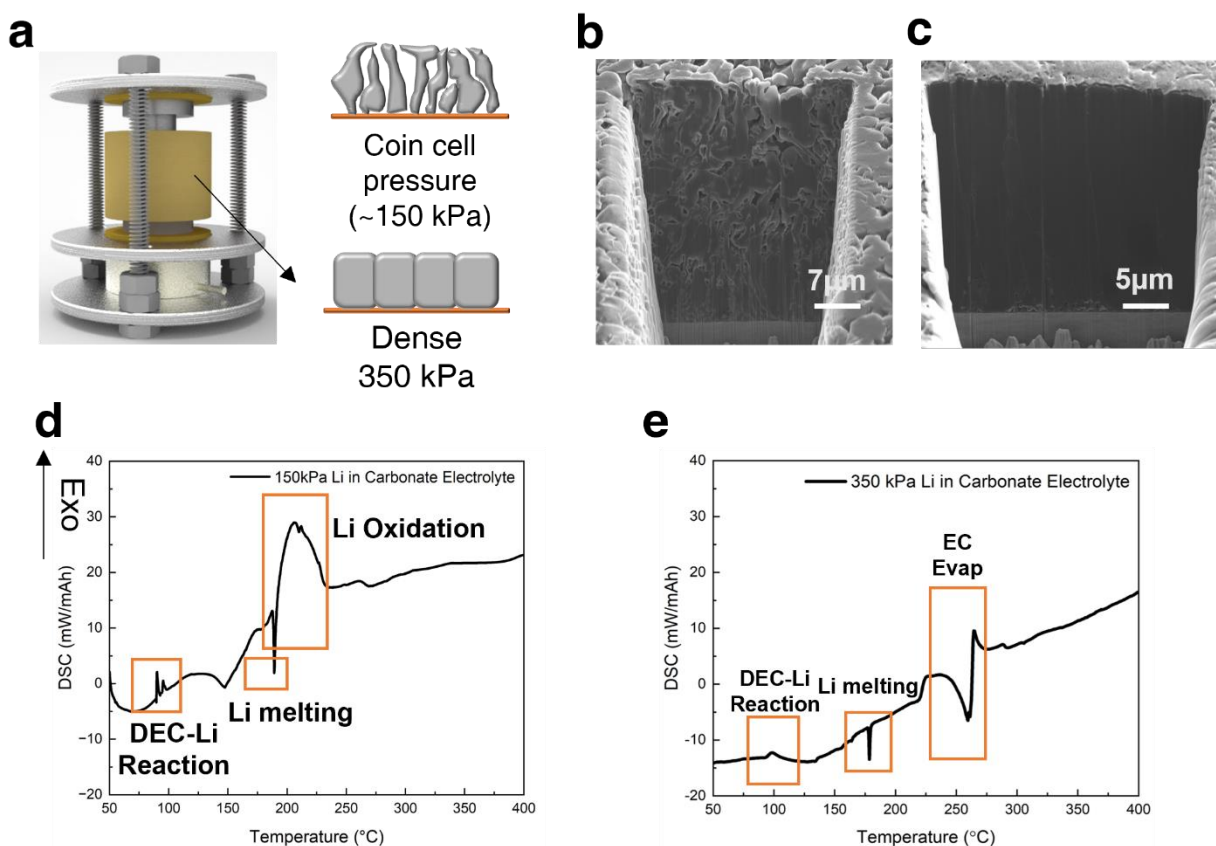 a
Coin cell
pressure
(~150 kPa)
Dense
350 kPa
b
7µm
c
5µm
d
Exo
40
30
20
10
0
−10
−20
DSC (mW/mAh)
150kPa Li in Carbonate Electrolyte
Li Oxidation
Li melting
DEC-Li
Reaction
50 100 150 200 250 300 350 400
Temperature (°C)
e
40
30
20
10
0
−10
−20
DSC (mW/mAh)
350 kPa Li in Carbonate Electrolyte
EC
Evap
DEC-Li
Reaction
Li melting
50 100 150 200 250 300 350 400
Temperature (°C)